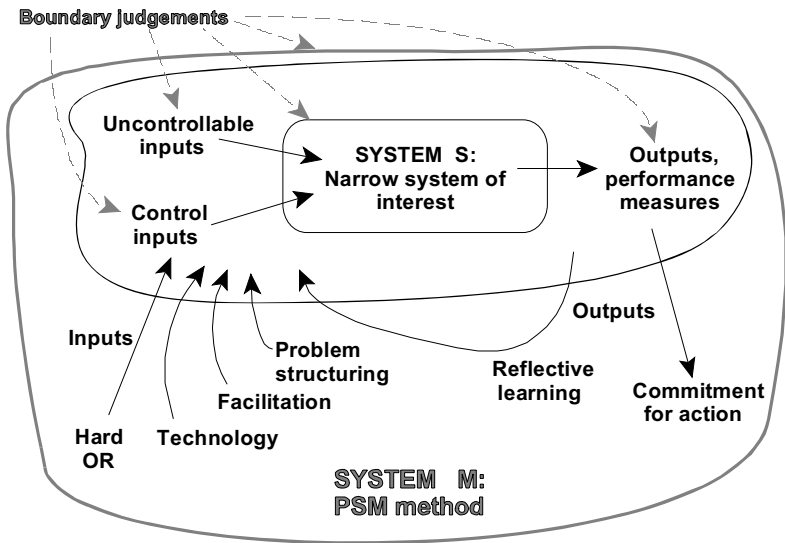 Boundary judgements
Uncontrollable
inputs
SYSTEM S:
Narrow system of
interest
Outputs,
performance
measures
Control
inputs
Inputs
Outputs
Problem
structuring
Reflective
learning
Commitment
for action
Facilitation
Hard
OR
Technology
SYSTEM M:
PSM method